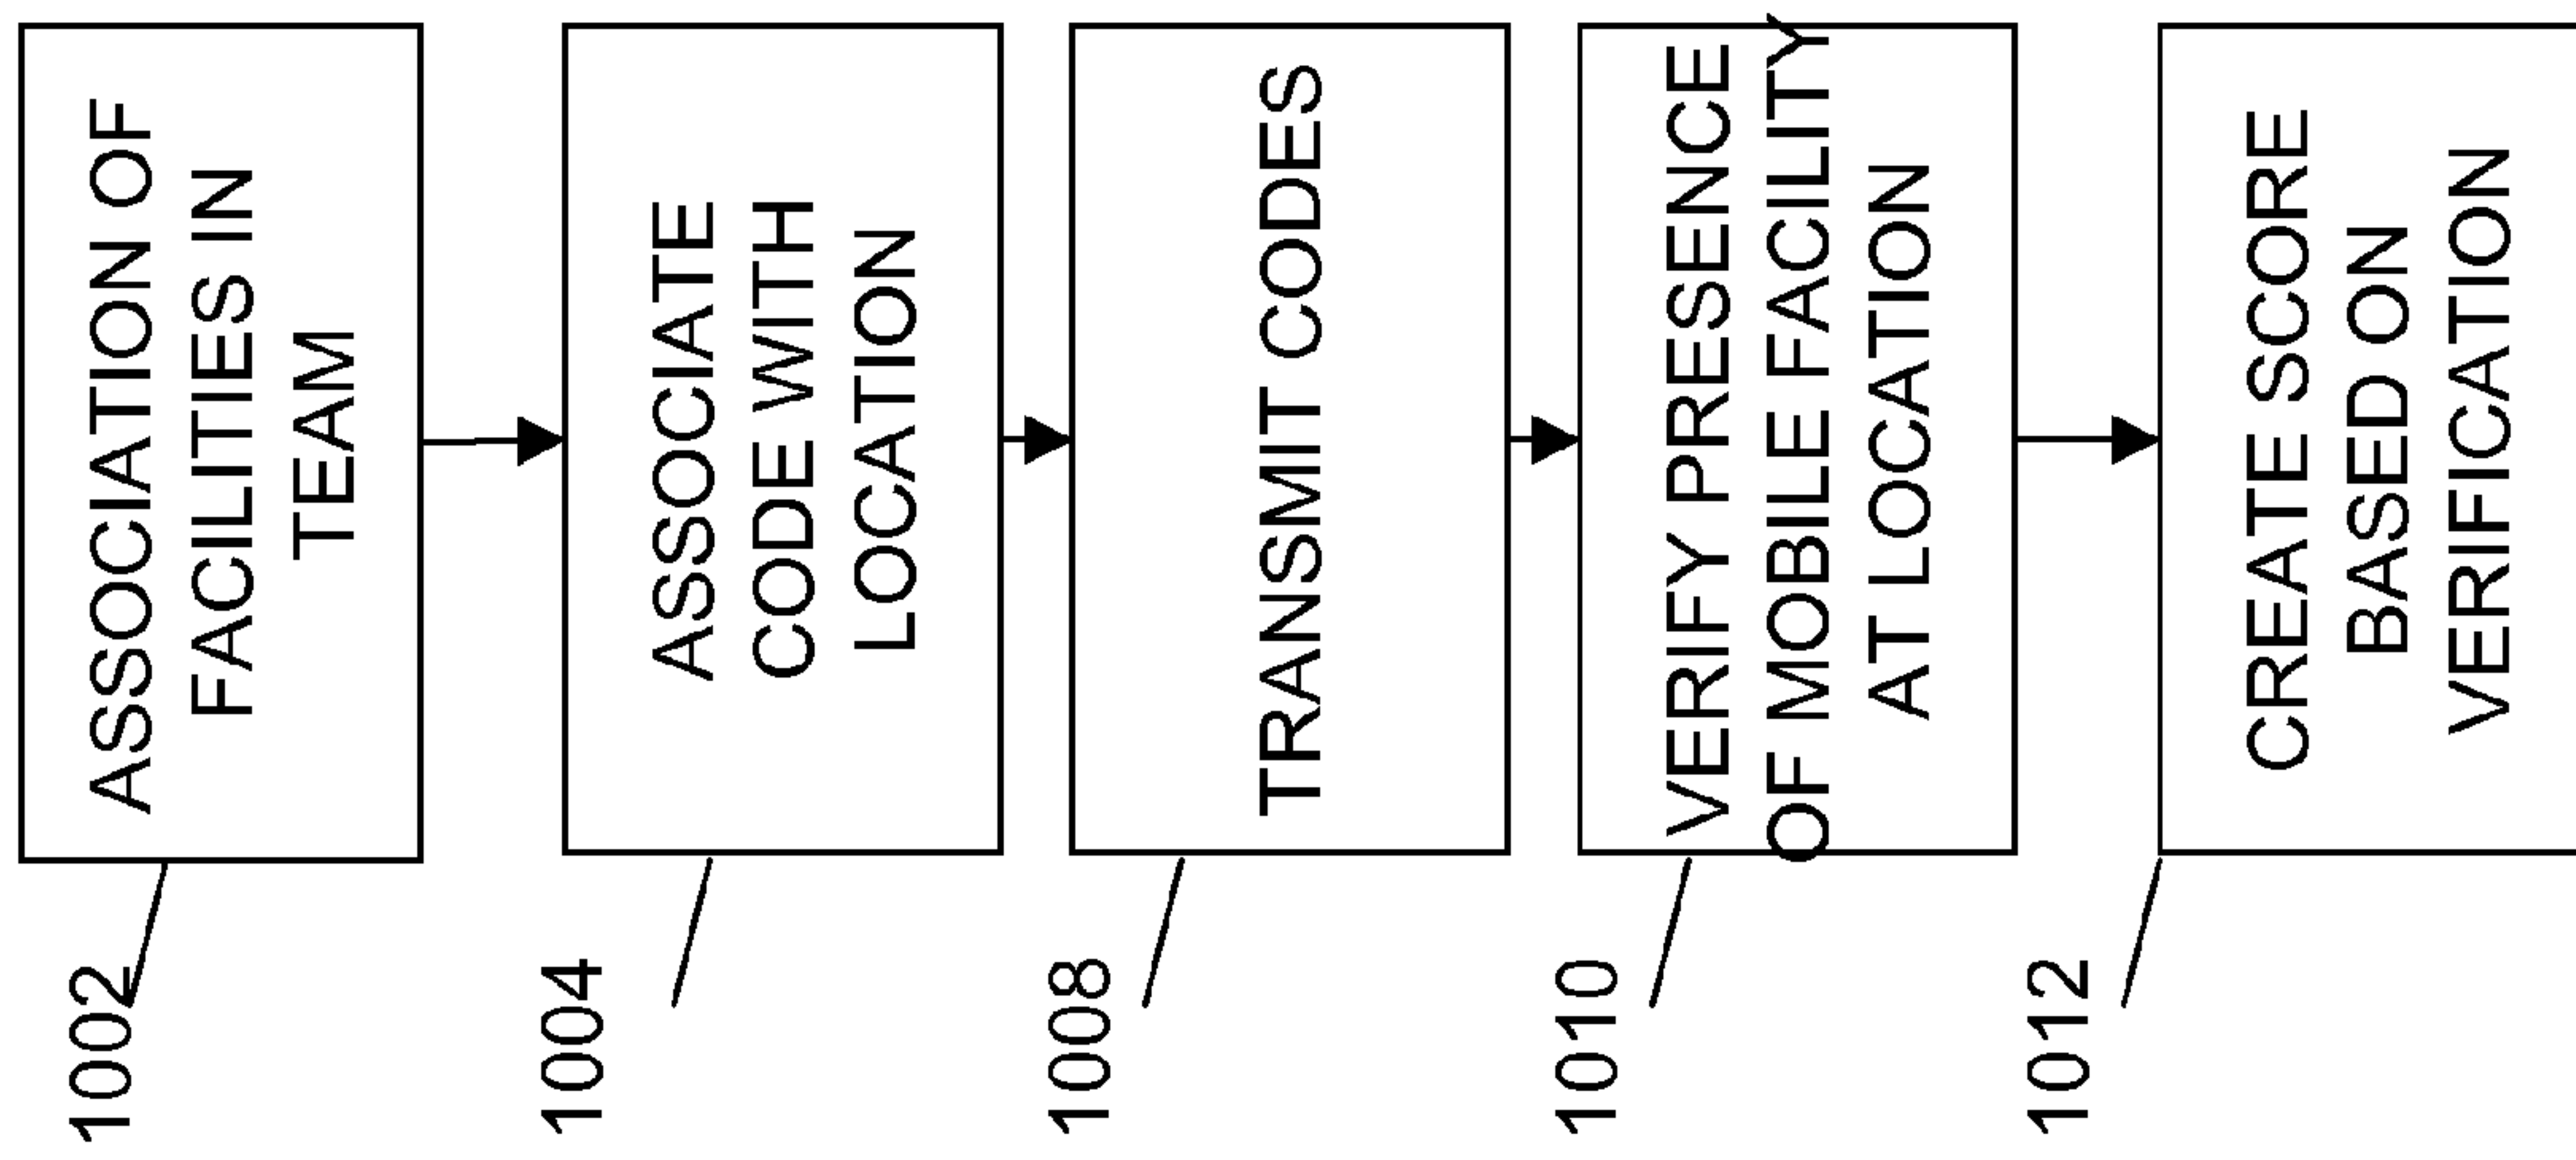 1002
ASSOCIATION OF
FACILITIES IN
TEAM
1004
ASSOCIATE
CODE WITH
LOCATION
1008
TRANSMIT CODES
1010
VERIFY PRESENCE
OF MOBILE FACILITY
AT LOCATION
1012
CREATE SCORE
BASED ON
VERIFICATION